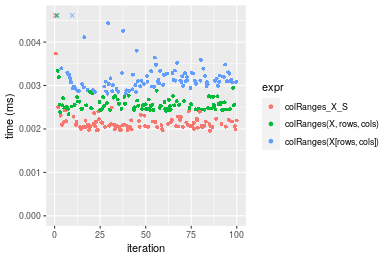 0.004
0.003
0.002
0.001
0.000
time (ms)
0
25
50
75
100
iteration
expr
colRanges_X_S
colRanges(X, rows, cols)
colRanges(X[rows, cols])